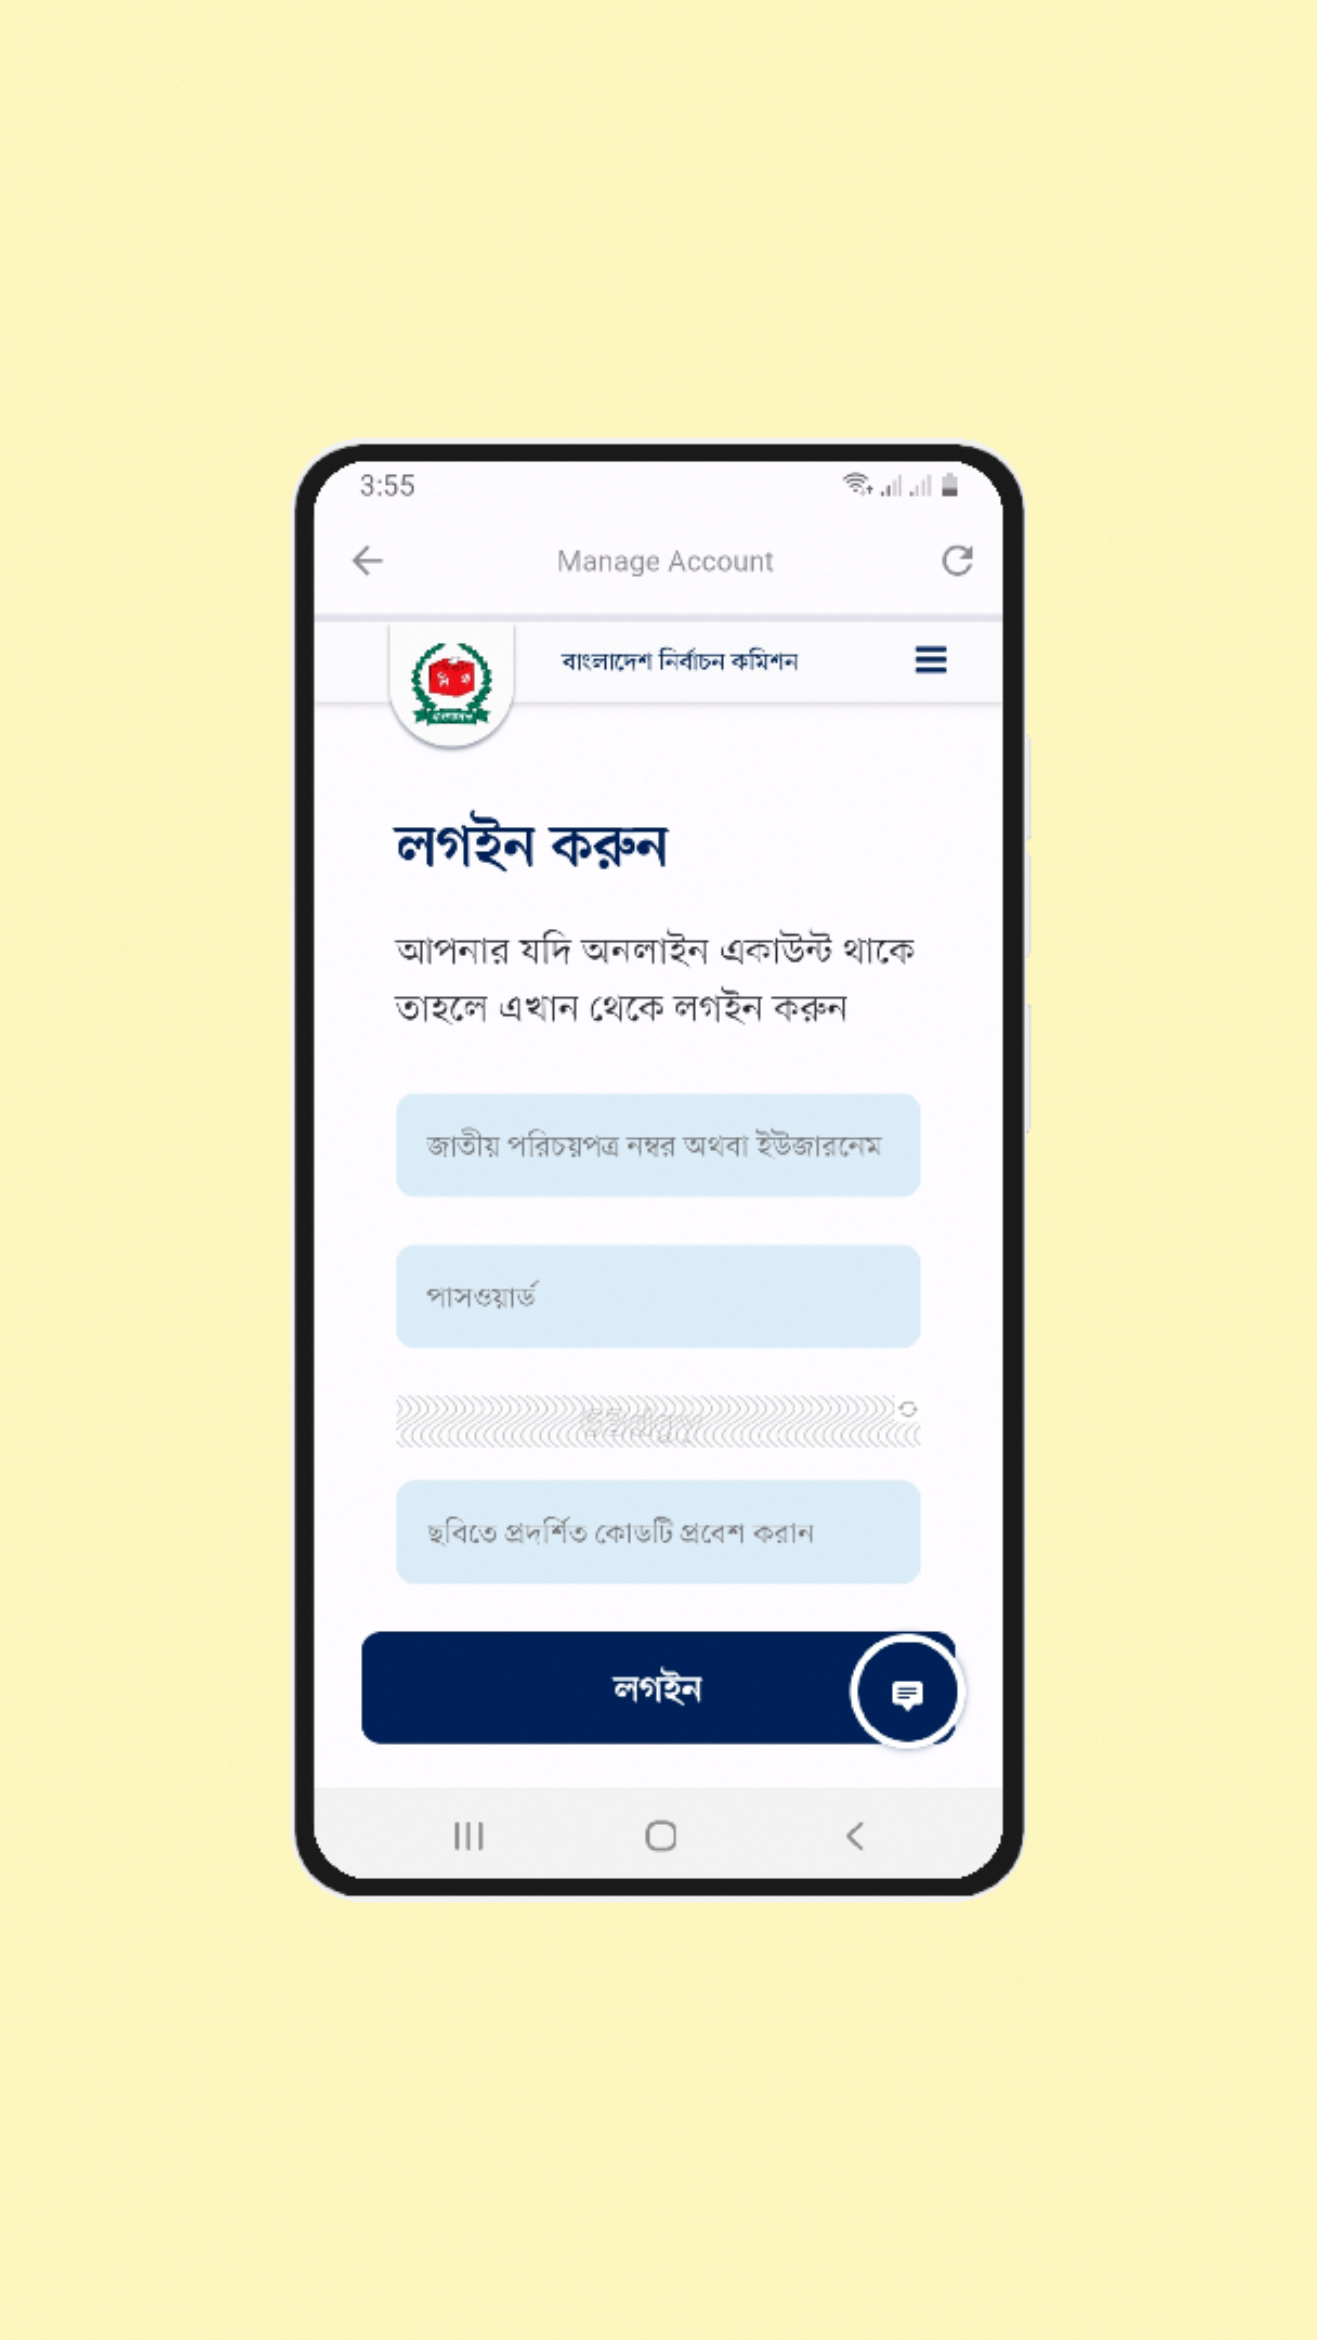 3:55
Manage Account
বাংলাদেশ নির্বাচন কমিশন
লগইন করুন
আপনার যদি অনলাইন একাউন্ট থাকে
তাহলে এখান থেকে লগইন করুন
জাতীয় পরিচয়পত্র নম্বর অথবা ইউজারনেম
পাসওয়ার্ড
ছবিতে প্রদর্শিত কোডটি প্রবেশ করান
লগইন